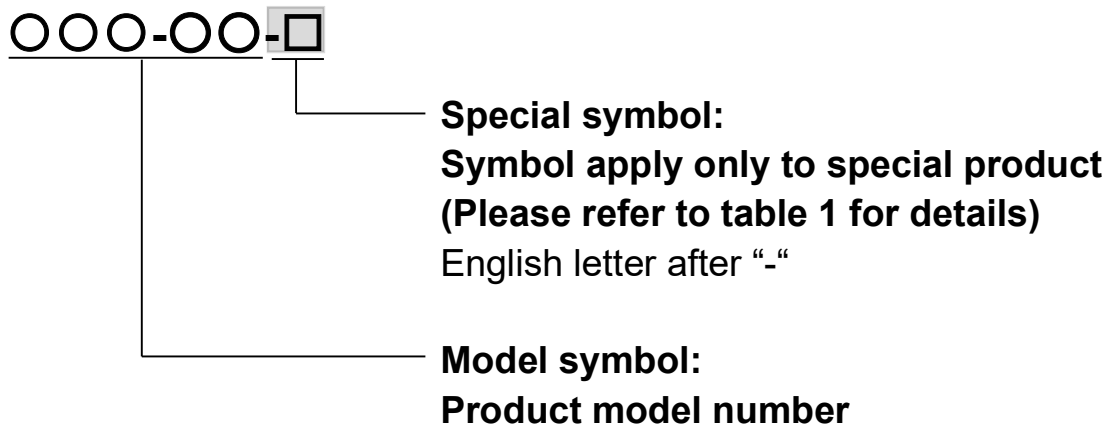 ○○○-○○-□
Special symbol:
Symbol apply only to special product
(Please refer to table 1 for details)
English letter after “-“
Model symbol:
Product model number